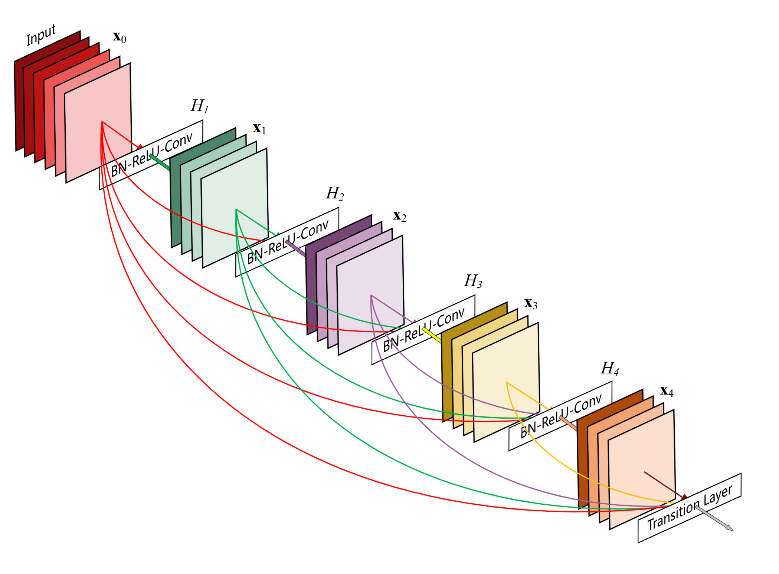 Input
x0
H1
BN-ReLU-Conv
x1
H2
BN-ReLU-Conv
x2
H3
BN-ReLU-Conv
x3
H4
BN-ReLU-Conv
x4
Transition Layer